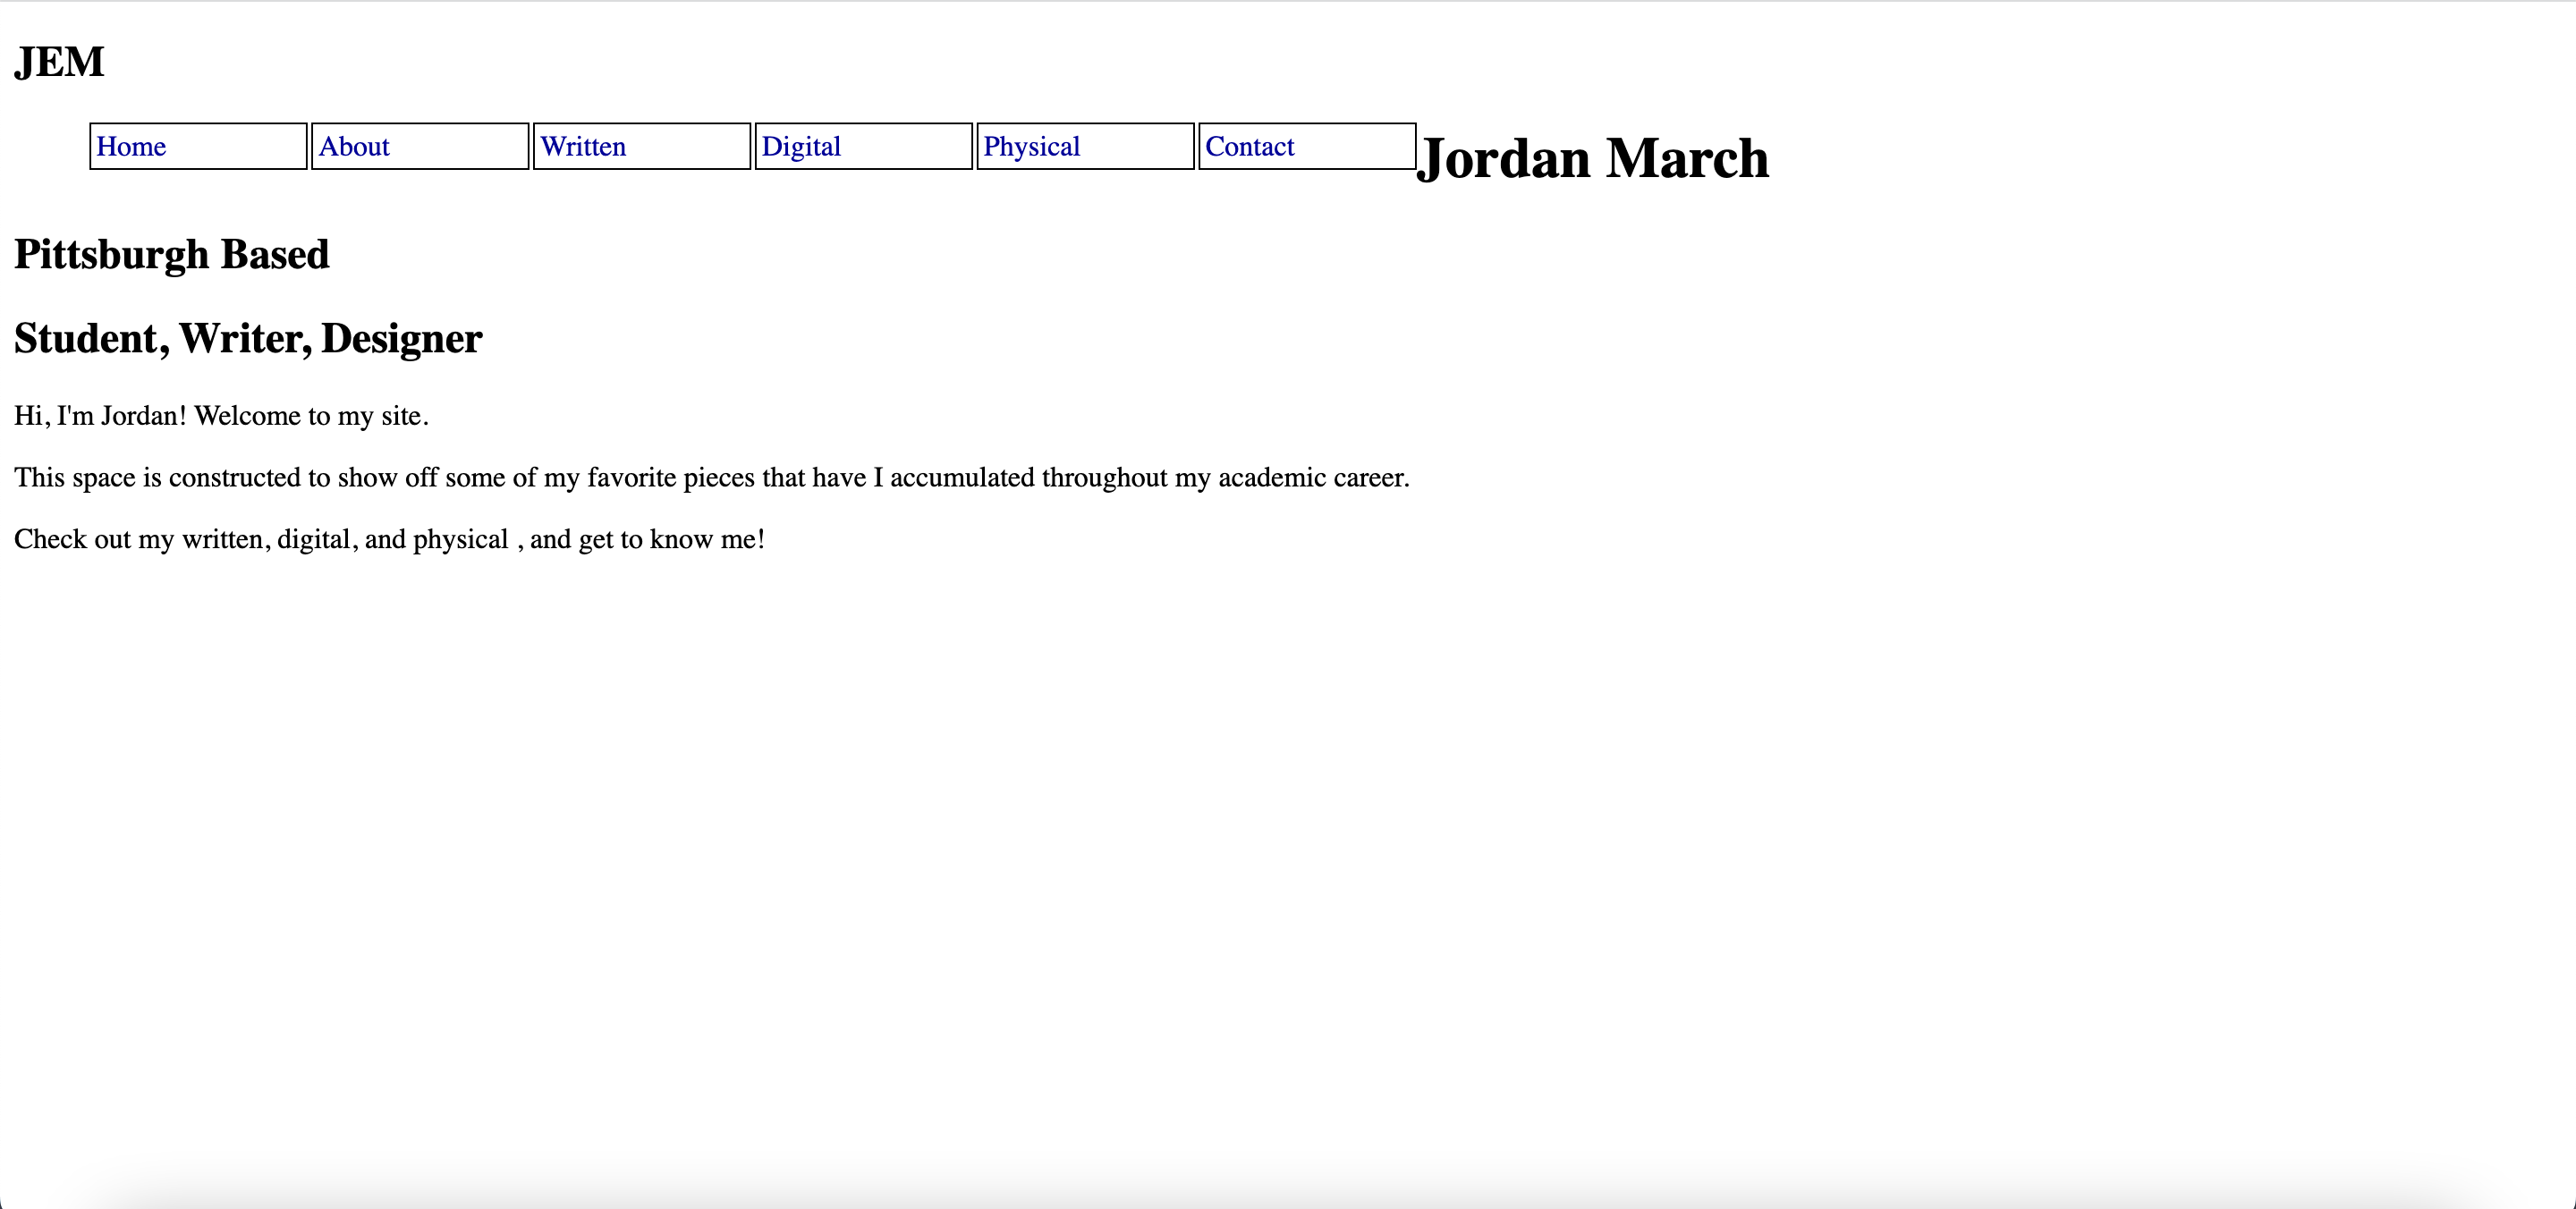 JEM
Home About Written Digital Physical Contact Jordan March
Pittsburgh Based
Student, Writer, Designer
Hi, I'm Jordan! Welcome to my site.
This space is constructed to show off some of my favorite pieces that have I accumulated throughout my academic career.
Check out my written, digital, and physical , and get to know me!